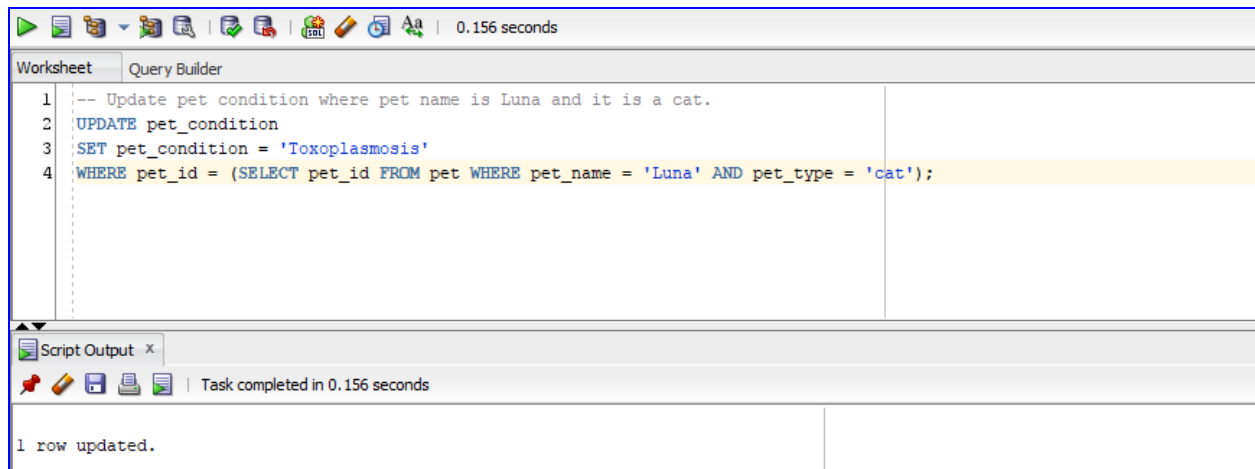 0.156 seconds
Worksheet Query Builder
1 -- Update pet condition where pet name is Luna and it is a cat.
2 UPDATE pet_condition
3 SET pet_condition = 'Toxoplasmosis'
4 WHERE pet_id = (SELECT pet_id FROM pet WHERE pet_name = 'Luna' AND pet_type = 'cat');
Script Output x
Task completed in 0.156 seconds
1 row updated.